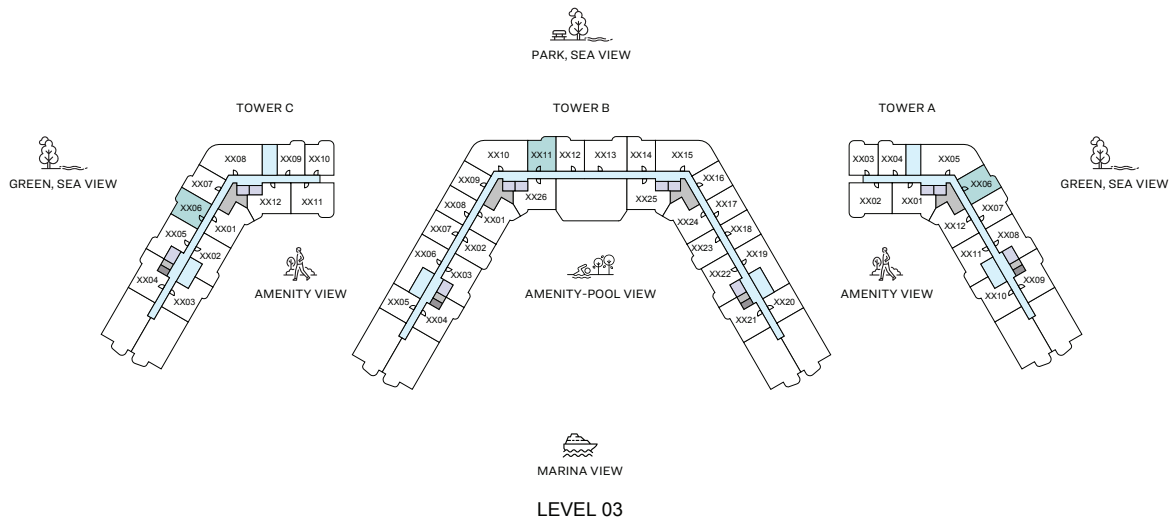 PARK, SEA VIEW
TOWER C
TOWER B
TOWER A
GREEN, SEA VIEW
GREEN, SEA VIEW
XX08
XX09
XX10
XX07
XX06
XX05
XX04
XX03
XX02
XX01
XX12
XX11
AMENITY VIEW
XX10
XX11
XX12
XX13
XX14
XX15
XX09
XX08
XX07
XX06
XX05
XX04
XX03
XX02
XX01
XX26
XX25
XX24
XX23
XX22
XX21
XX16
XX17
XX18
XX19
XX20
AMENITY-POOL VIEW
XX03
XX04
XX05
XX06
XX02
XX01
XX07
XX12
XX08
XX11
XX09
XX10
AMENITY VIEW
MARINA VIEW
LEVEL 03